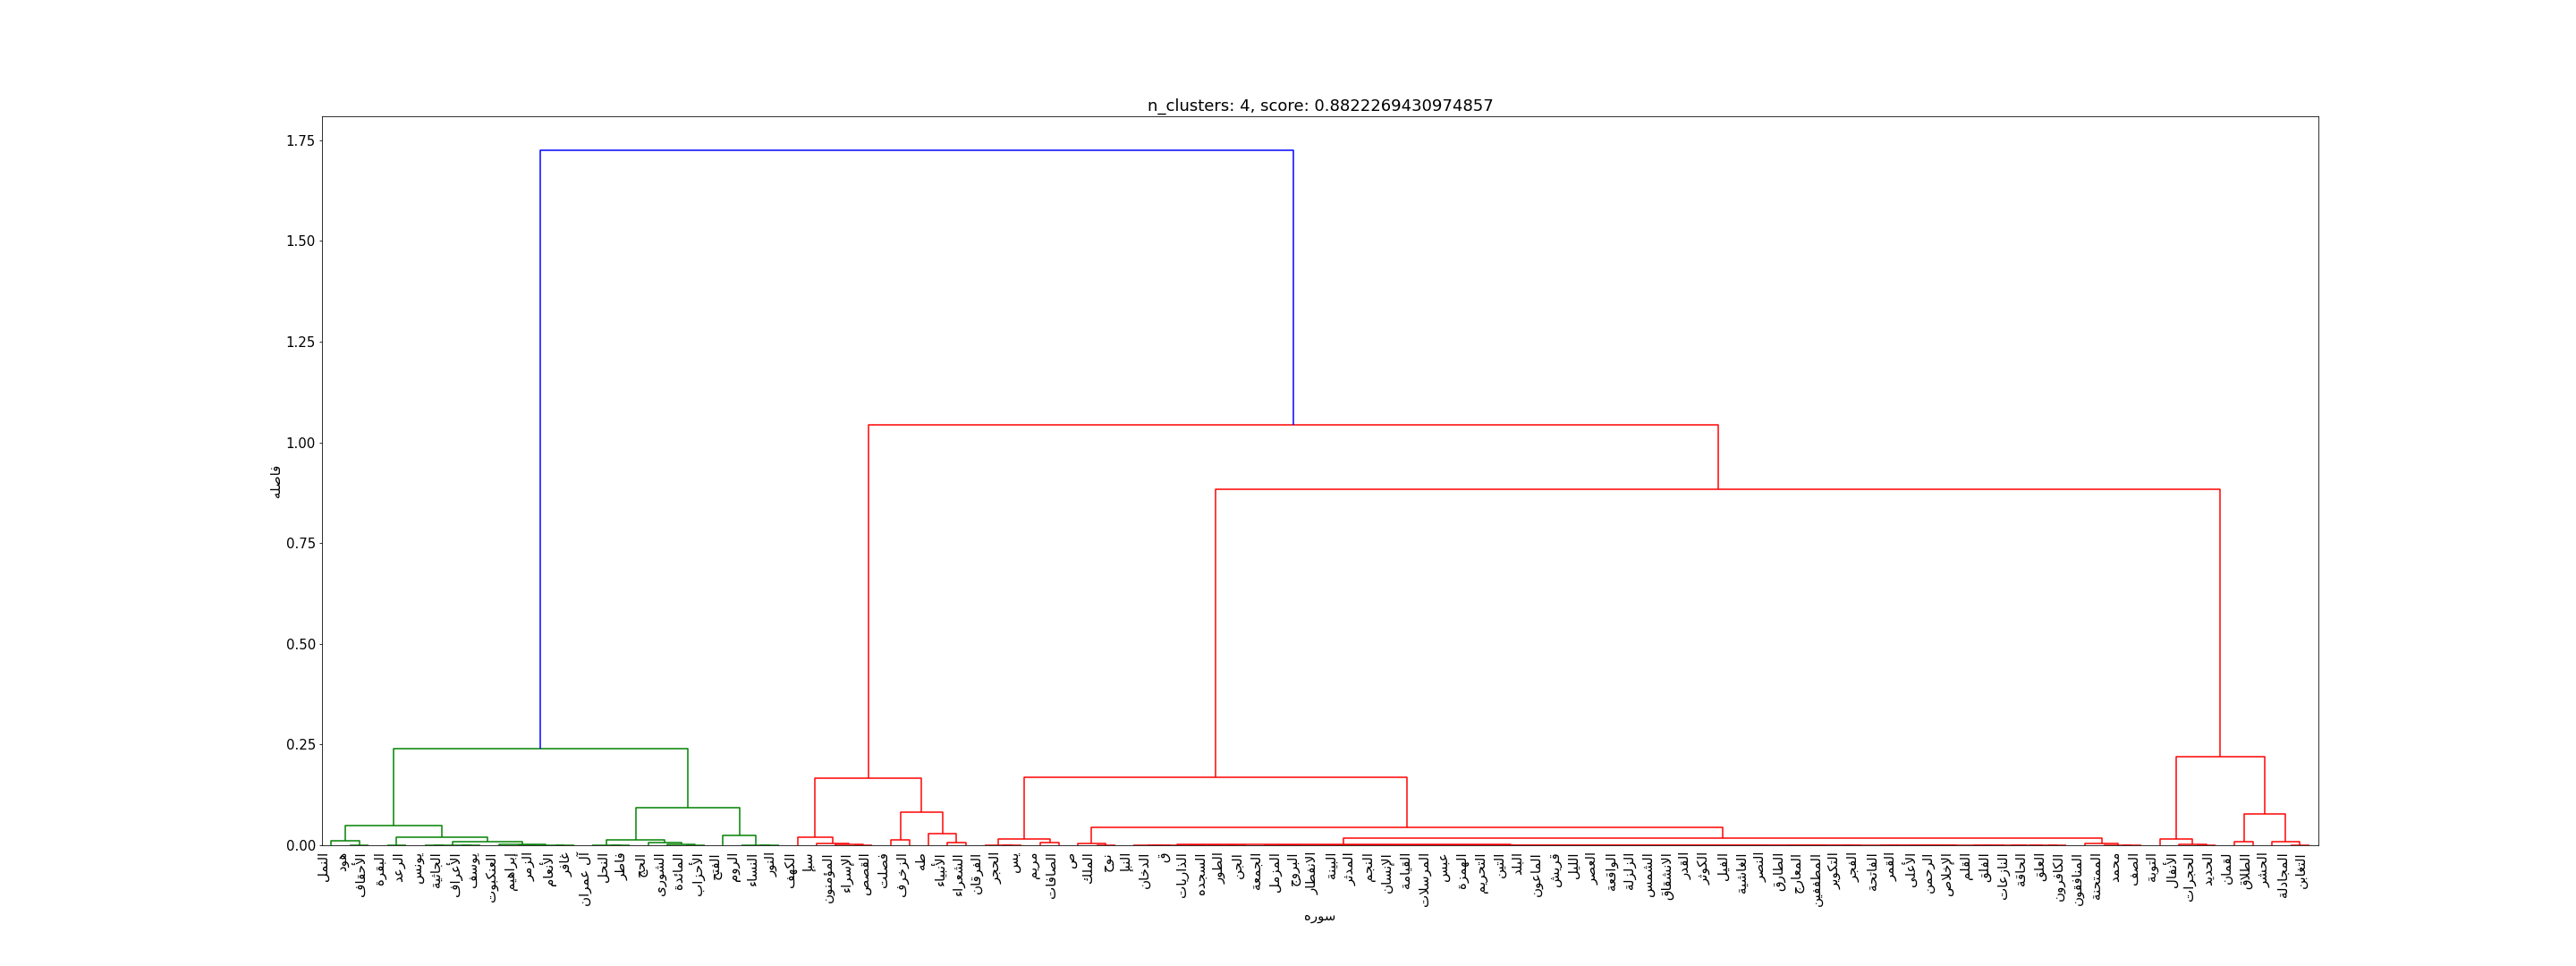 n_clusters: 4, score: 0.8822269430974857
1.75
1.50
1.25
1.00
0.75
0.50
0.25
0.00
فاصله
النمل
هود
الأحقاف
البقرة
الرعد
يونس
الجاثية
الأعراف
يوسف
العنكبوت
إبراهيم
الزمر
الأنعام
غافر
آل عمران
النحل
فاطر
الحج
الشورى
المائدة
الأحزاب
الفتح
الروم
النساء
النور
الكهف
سبإ
المؤمنون
الإسراء
القصص
فصلت
الزخرف
طه
الأنبياء
الشعراء
الفرقان
الحجر
يس
مريم
الصافات
ص
الملك
نوح
النبإ
الدخان
ق
الذاريات
السجده
الطور
الجن
الجمعة
المزمل
البروج
الانفطار
البينة
المدثر
النجم
الإنسان
القيامة
المرسلات
عبس
الهمزة
التحريم
التين
البلد
الماعون
قريش
الليل
العصر
الواقعة
الزلزلة
الشمس
الانشقاق
القدر
الكوثر
الفيل
الغاشية
النصر
الطارق
المعارج
المطففين
التكوير
الفجر
الفاتحة
القمر
الأعلى
الرحمن
الإخلاص
القلم
الفلق
النازعات
الحاقة
العلق
الكافرون
المنافقون
الممتحنة
محمد
الصف
التوبة
الأنفال
الحجرات
الحديد
لقمان
الطلاق
الحشر
المجادلة
التغابن
سوره